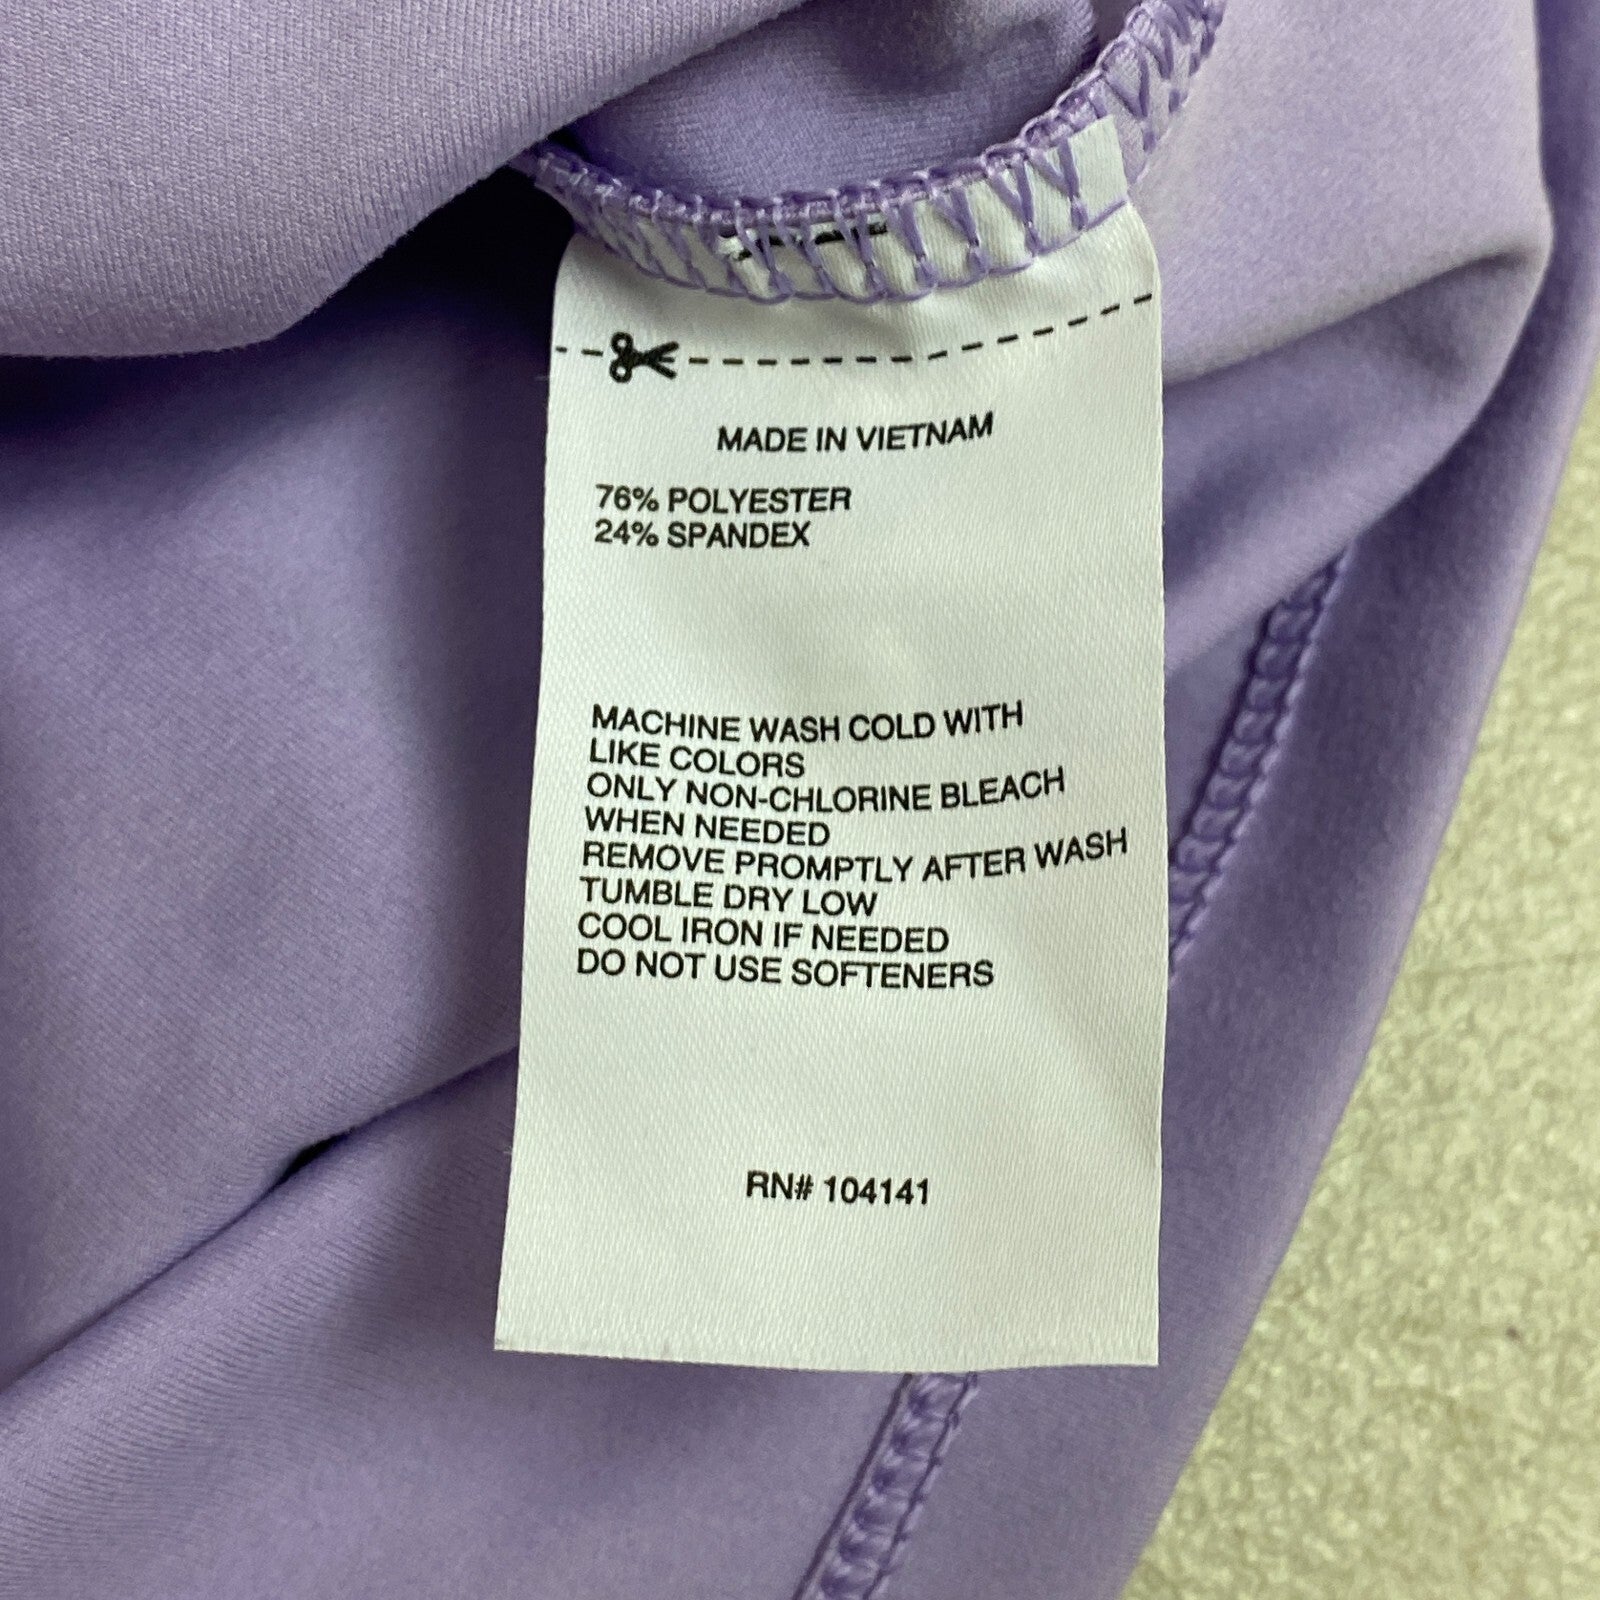 MADE IN VIETNAM
76% POLYESTER
24% SPANDEX
MACHINE WASH COLD WITH
LIKE COLORS
ONLY NON-CHLORINE BLEACH
WHEN NEEDED
REMOVE PROMPTLY AFTER WASH
TUMBLE DRY LOW
COOL IRON IF NEEDED
DO NOT USE SOFTENERS
RN# 104141